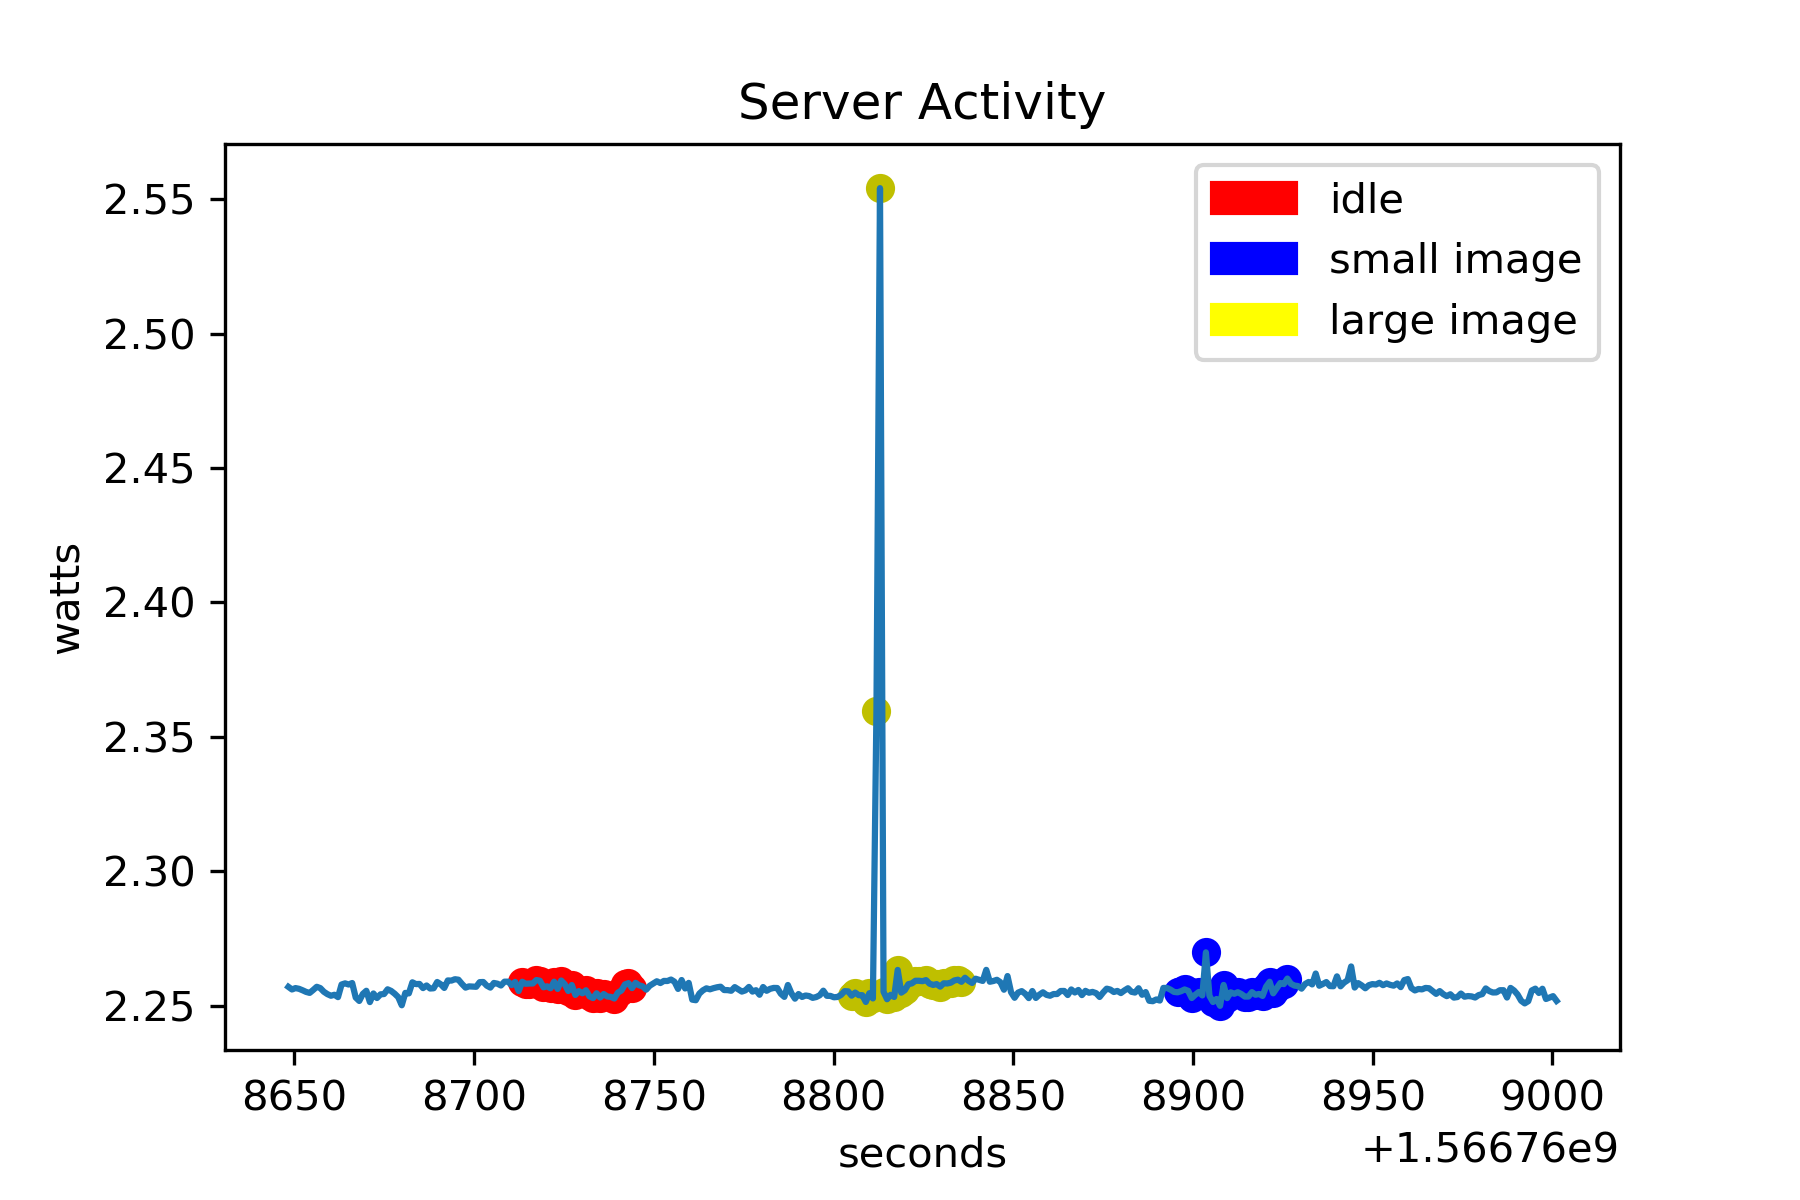 Server Activity
idle
small image
large image
2.55
2.50
2.45
2.40
2.35
2.30
2.25
watts
8650 8700 8750 8800 8850 8900 8950 9000
seconds
+1.56676e9